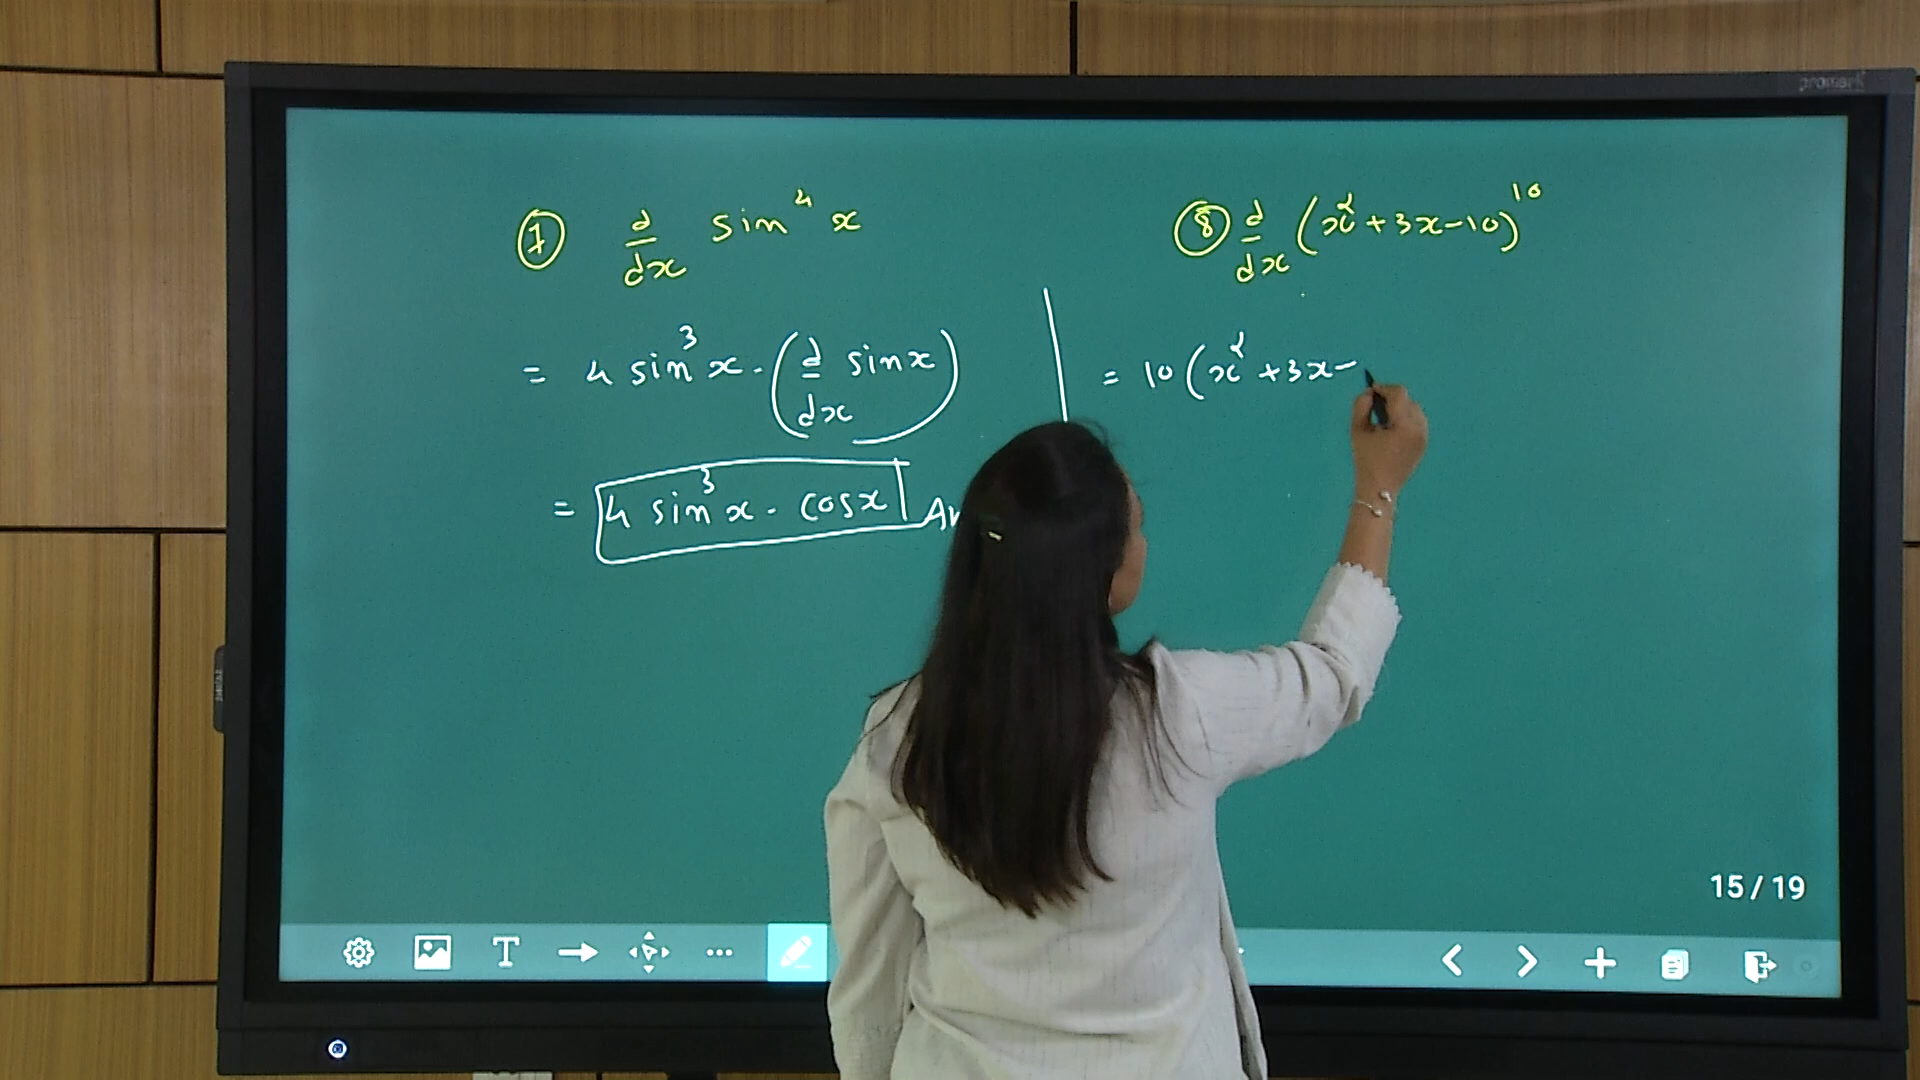 ⑦ d/dx sin⁴ x
= 4 sin³ x · (d/dx sin x)
= 4 sin³ x · cos x
⑧ d/dx (x² + 3x - 10)¹⁰
= 10 (x² + 3x -
15 / 19
promark
T